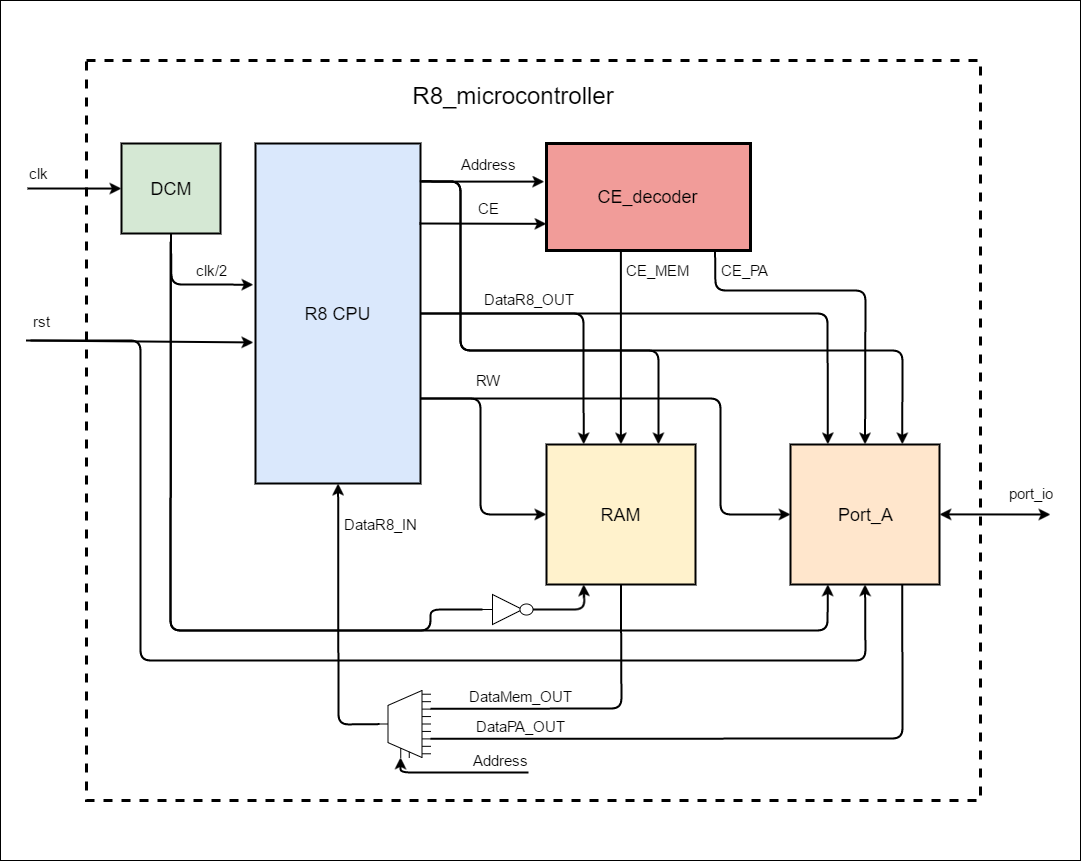 R8_microcontroller
clk
DCM
Address
CE_decoder
CE
clk/2
CE_MEM
CE_PA
DataR8_OUT
R8 CPU
rst
RW
port_io
RAM
Port_A
DataR8_IN
DataMem_OUT
DataPA_OUT
Address